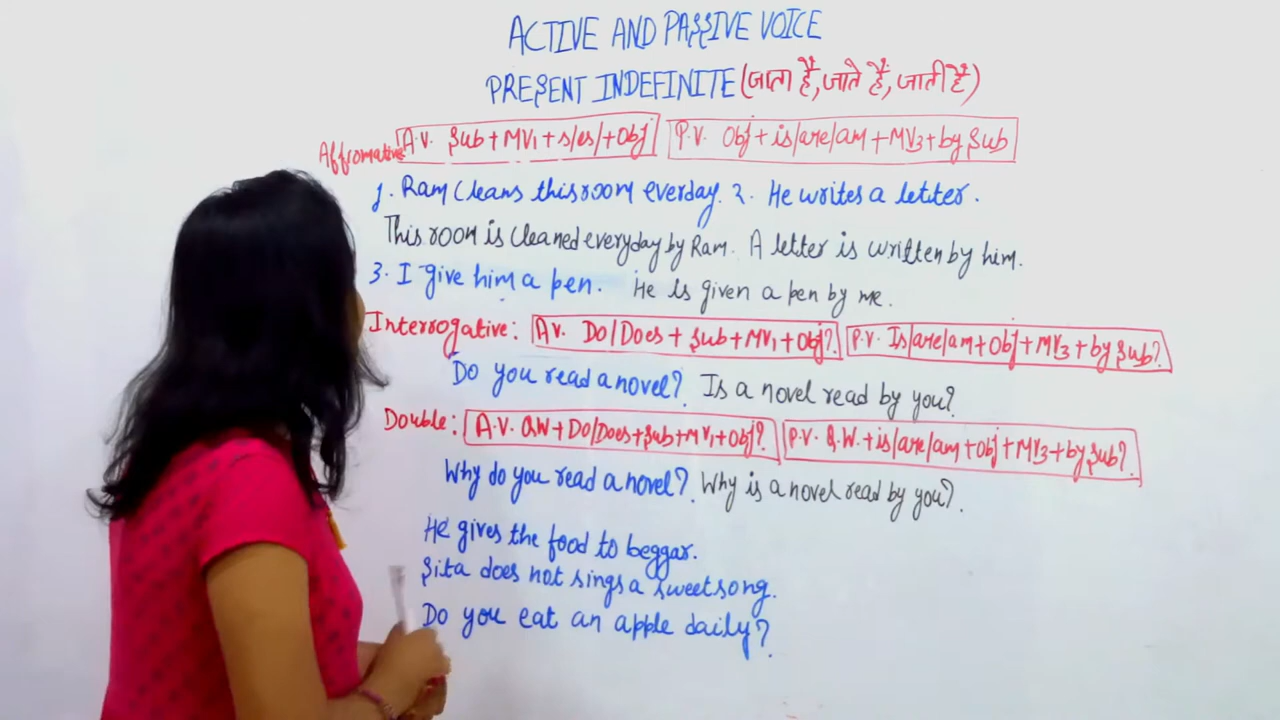 ACTIVE AND PASSIVE VOICE
PRESENT INDEFINITE (जाता है, जाते हैं, जाती है)
Affromative: A.V. Sub + MV1 + s/es/ + Obj P.V. Obj + is/are/am + MV3 + by Sub
1. Ram Cleans this room everday. 2. He writes a letter.
This room is Cleaned everyday by Ram. A letter is written by him.
3. I give him a pen. He is given a pen by me.
Interrogative: A.V. Do/Does + Sub + MV1 + Obj? P.V. Is/are/am + Obj + MV3 + by Sub?
Do you read a novel? Is a novel read by you?
Double: A.V. QW + Do/Does + Sub + MV1 + Obj? P.V. Q.W. + is/are/am + Obj + MV3 + by Sub?
Why do you read a novel? Why is a novel read by you?
He gives the food to beggar.
Sita does not sings a sweet song.
Do you eat an apple daily?